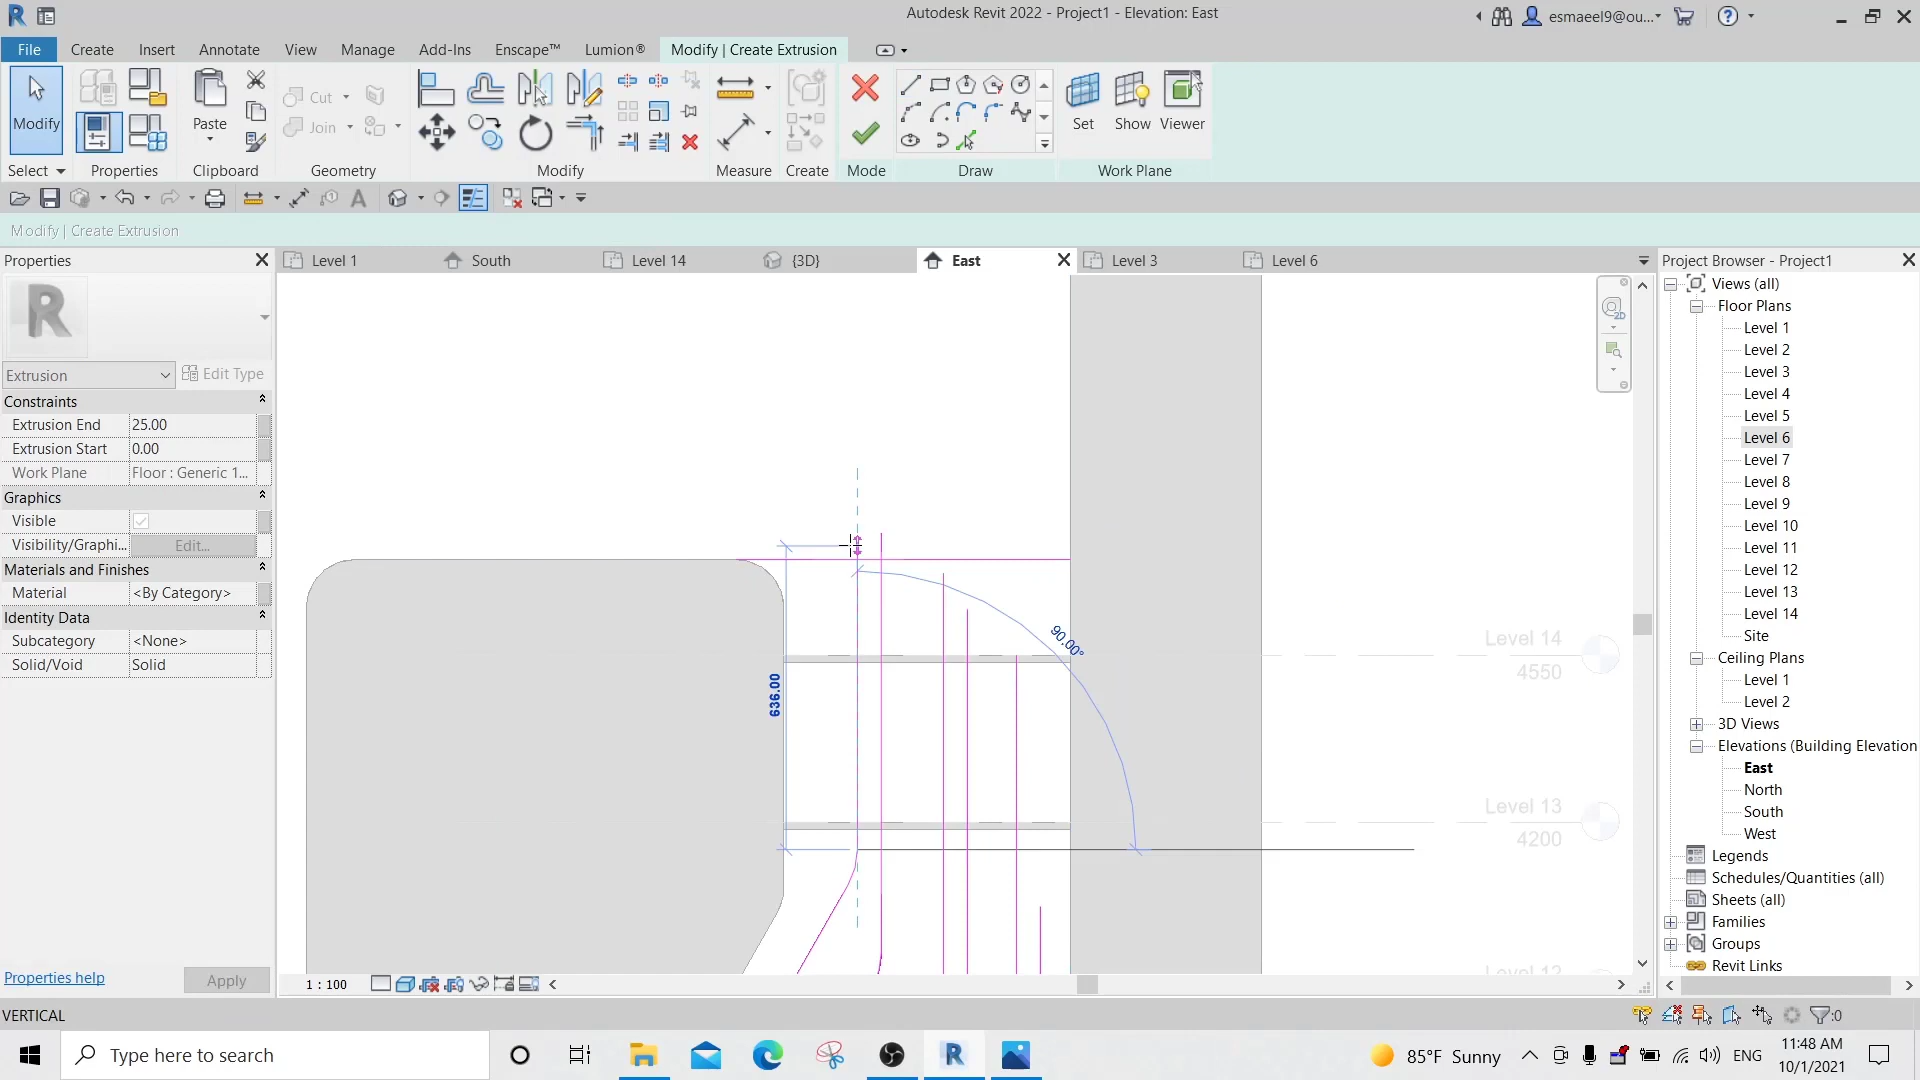 Autodesk Revit 2022 - Project1 - Elevation: East
esmaeel9@ou...
File
Create
Insert
Annotate
View
Manage
Add-Ins
Enscape™
Lumion®
Modify | Create Extrusion
Modify
Paste
Cut
Join
Set
Show
Viewer
Select
Properties
Clipboard
Geometry
Modify
Measure
Create
Mode
Draw
Work Plane
Modify | Create Extrusion
Properties
Level 1
South
Level 14
{3D}
East
Level 3
Level 6
Project Browser - Project1
Extrusion
Edit Type
Constraints
Extrusion End 25.00
Extrusion Start 0.00
Work Plane Floor : Generic 1...
Graphics
Visible
Visibility/Graphi... Edit...
Materials and Finishes
Material <By Category>
Identity Data
Subcategory <None>
Solid/Void Solid
Properties help
Apply
2D
636.00
90.00°
Level 14
4550
Level 13
4200
Level 12
1 : 100
Views (all)
Floor Plans
Level 1
Level 2
Level 3
Level 4
Level 5
Level 6
Level 7
Level 8
Level 9
Level 10
Level 11
Level 12
Level 13
Level 14
Site
Ceiling Plans
Level 1
Level 2
3D Views
Elevations (Building Elevation
East
North
South
West
Legends
Schedules/Quantities (all)
Sheets (all)
Families
Groups
Revit Links
VERTICAL
:0
Type here to search
85°F Sunny
ENG
11:48 AM
10/1/2021